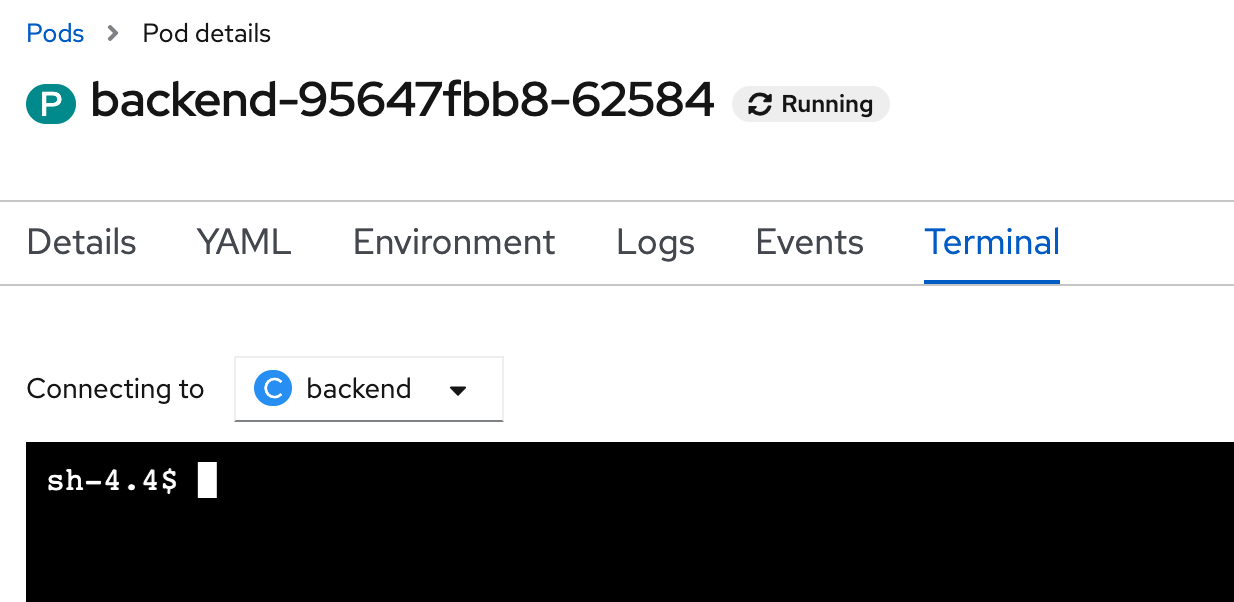 Pods > Pod details
P backend-95647fbb8-62584 Running
Details YAML Environment Logs Events Terminal
Connecting to C backend
sh-4.4$